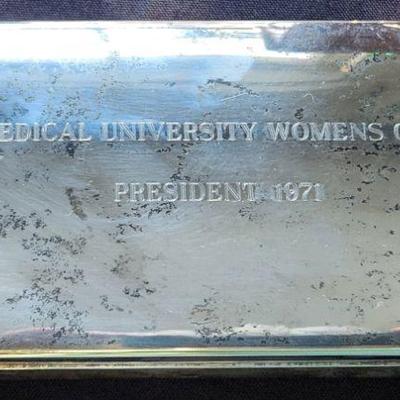 EDICAL UNIVERSITY WOMENS C
PRESIDENT 1971